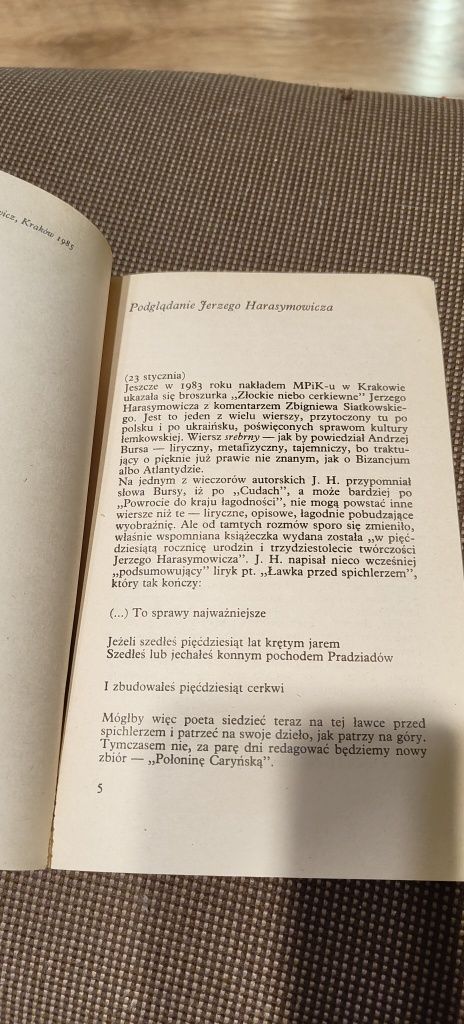 wicz, Kraków 1985
Podglądanie Jerzego Harasymowicza
(23 stycznia)
Jeszcze w 1983 roku nakładem MPiK-u w Krakowie
ukazała się broszurka „Złockie niebo cerkiewne" Jerzego
Harasymowicza z komentarzem Zbigniewa Siatkowskie-
go. Jest to jeden z wielu wierszy, przytoczony tu po
polsku i po ukraińsku, poświęconych sprawom kultury
łemkowskiej. Wiersz srebrny — jak by powiedział Andrzej
Bursa — liryczny, metafizyczny, tajemniczy, bo traktu-
jący o pięknie już prawie nie znanym, jak o Bizancjum
albo Atlantydzie.
Na jednym z wieczorów autorskich J. H. przypomniał
słowa Bursy, iż po „Cudach", a może bardziej po
„Powrocie do kraju łagodności", nie mogą powstać inne
wiersze niż te — liryczne, opisowe, łagodnie pobudzające
wyobraźnię. Ale od tamtych rozmów sporo się zmieniło,
właśnie wspomniana książeczka wydana została „w pięć-
dziesiątą rocznicę urodzin i trzydziestolecie twórczości
Jerzego Harasymowicza". J. H. napisał nieco wcześniej
„podsumowujący" liryk pt. „Ławka przed spichlerzem",
który tak kończy:
(...) To sprawy najważniejsze
Jeżeli szedłeś pięćdziesiąt lat krętym jarem
Szedłeś lub jechałeś konnym pochodem Pradziadów
I zbudowałeś pięćdziesiąt cerkwi
Mógłby więc poeta siedzieć teraz na tej ławce przed
spichlerzem i patrzeć na swoje dzieło, jak patrzy na góry.
Tymczasem nie, za parę dni redagować będziemy nowy
zbiór — „Połoninę Caryńską".
5